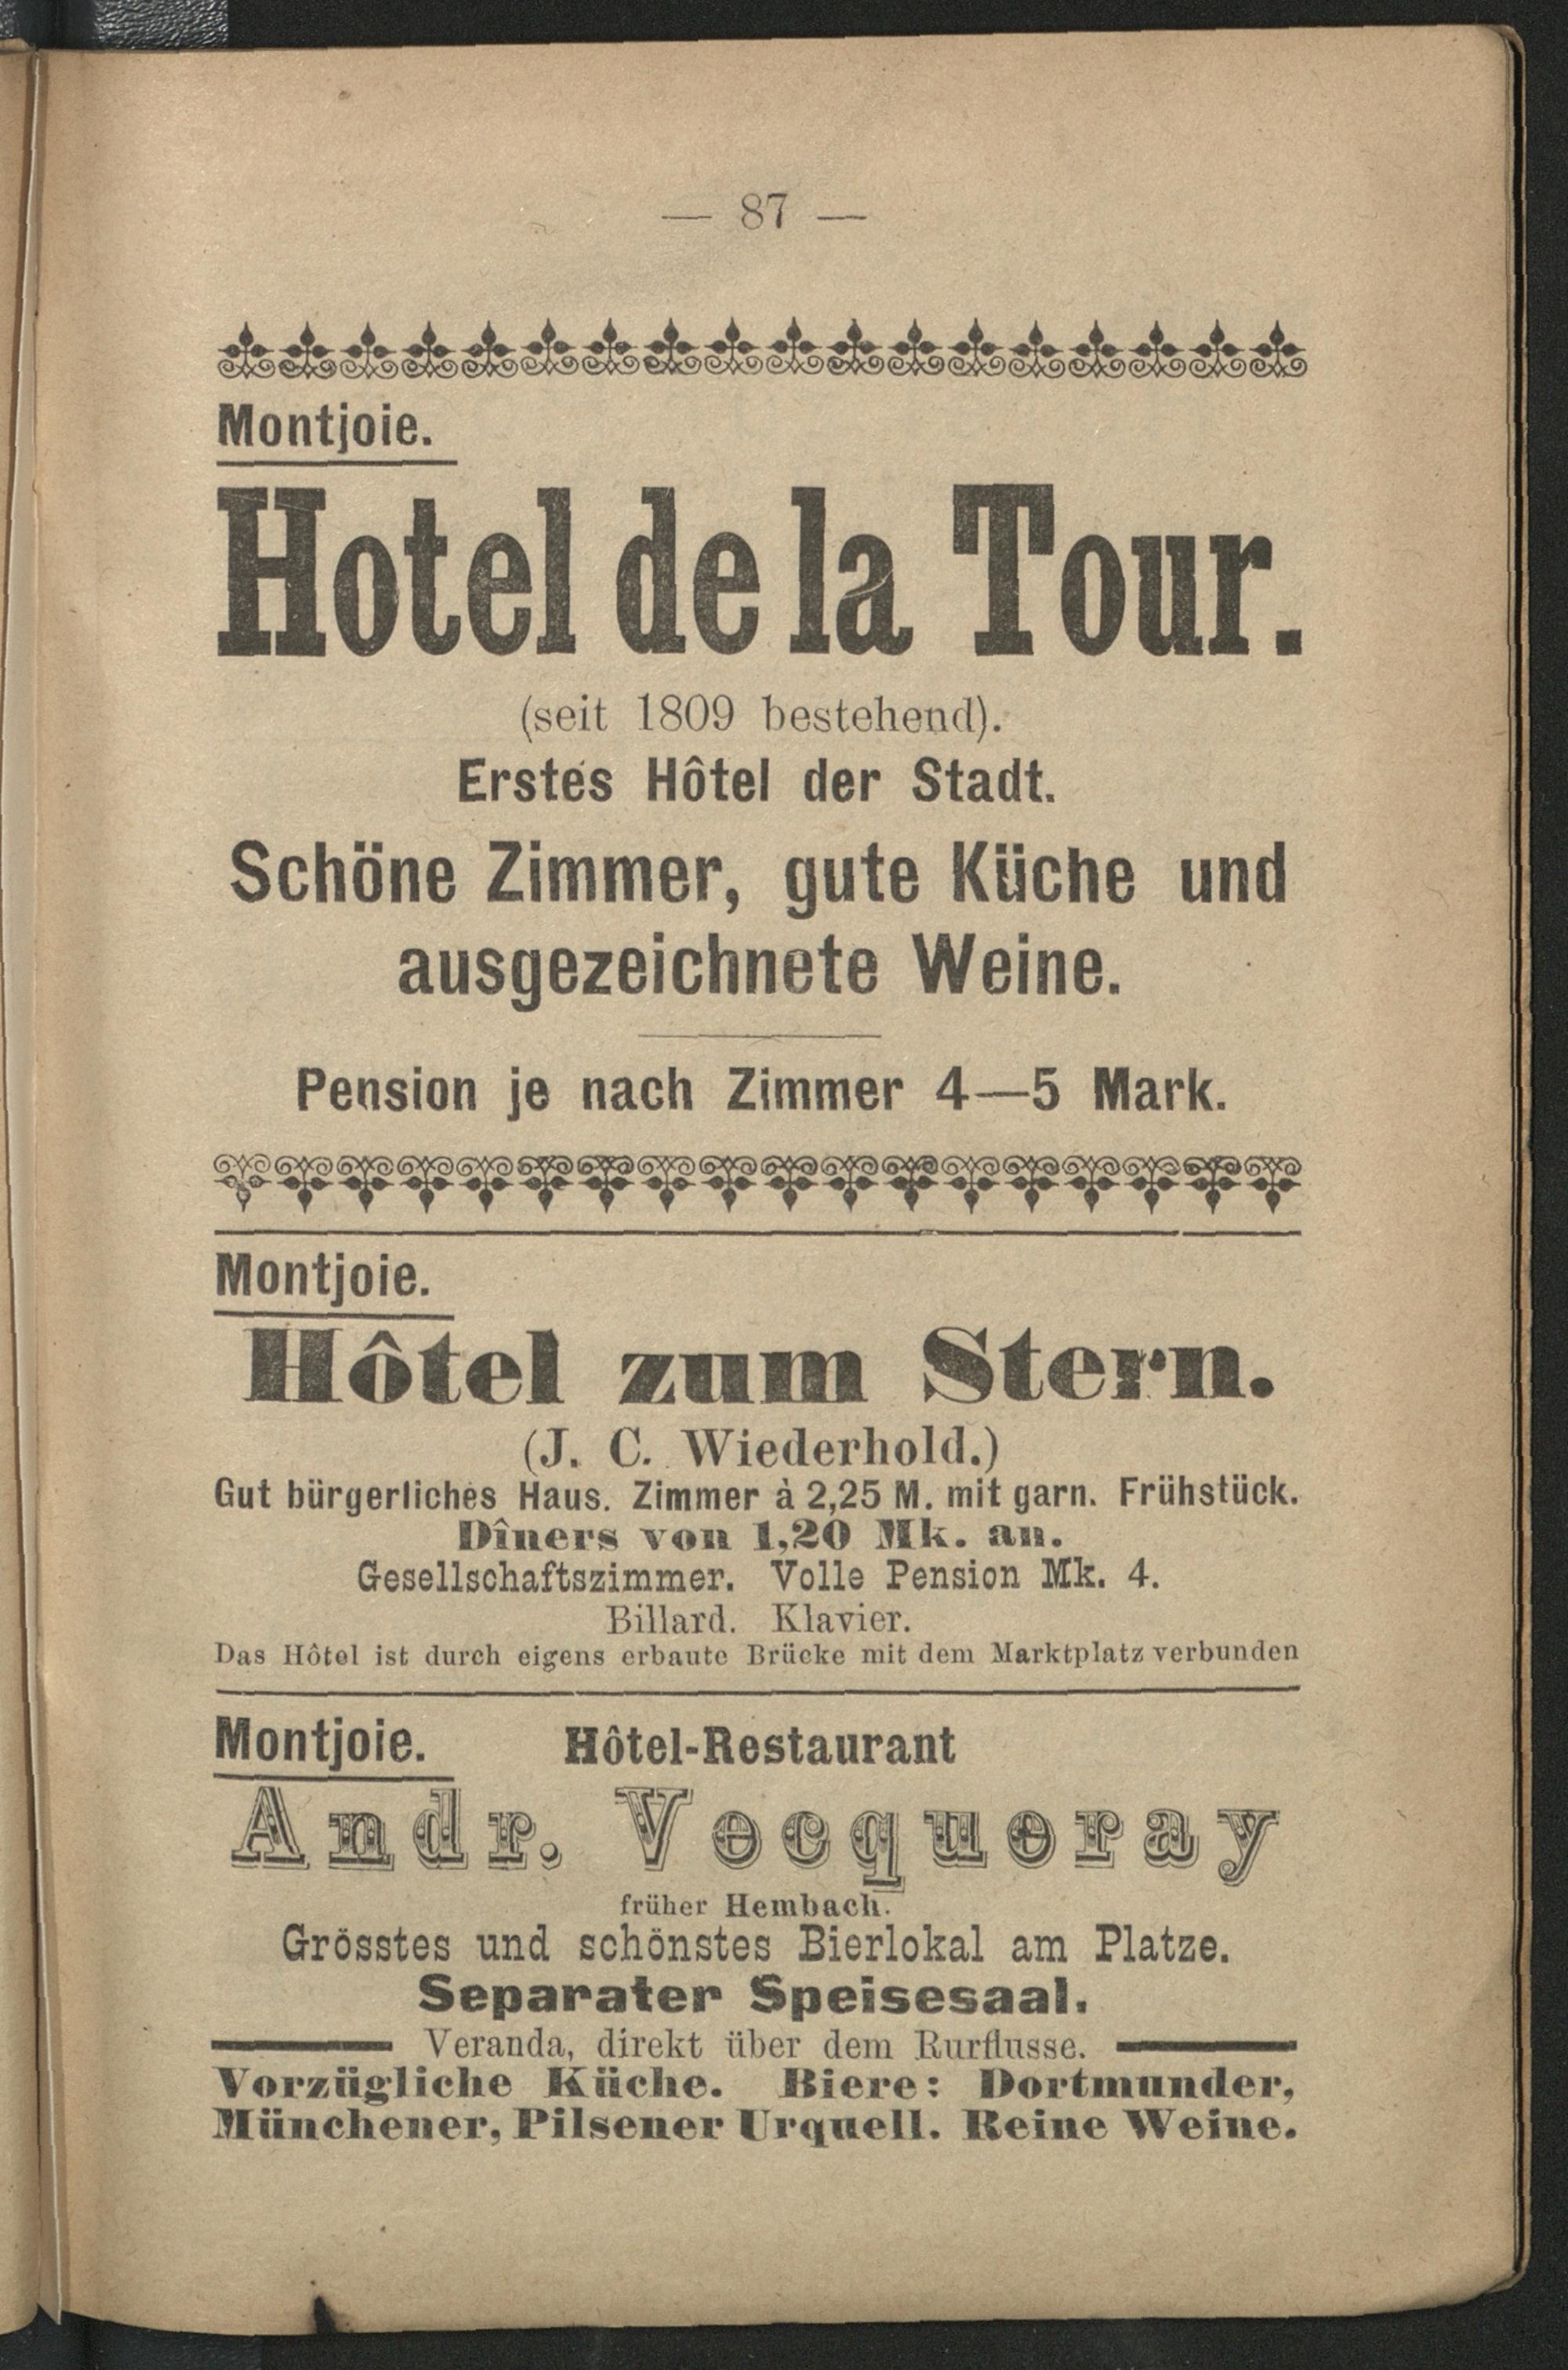 — 87 —
Montjoie.
Hotel de la Tour.
(seit 1809 bestehend).
Erstes Hôtel der Stadt.
Schöne Zimmer, gute Küche und
ausgezeichnete Weine.
Pension je nach Zimmer 4—5 Mark.
Montjoie.
Hôtel zum Stern.
(J. C. Wiederhold.)
Gut bürgerliches Haus. Zimmer à 2,25 M. mit garn. Frühstück.
Dîners von 1,20 Mk. an.
Gesellschaftszimmer. Volle Pension Mk. 4.
Billard. Klavier.
Das Hôtel ist durch eigens erbaute Brücke mit dem Marktplatz verbunden
Montjoie. Hôtel-Restaurant
Andr. Vecqueray
früher Hembach.
Grösstes und schönstes Bierlokal am Platze.
Separater Speisesaal.
Veranda, direkt über dem Rurflusse.
Vorzügliche Küche. Biere: Dortmunder,
Münchener, Pilsener Urquell. Reine Weine.